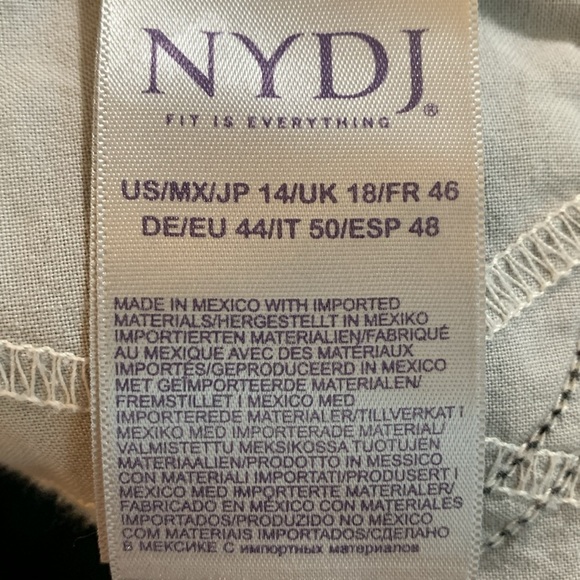 NYDJ®
FIT IS EVERYTHING
US/MX/JP 14/UK 18/FR 46
DE/EU 44/IT 50/ESP 48
MADE IN MEXICO WITH IMPORTED
MATERIALS/HERGESTELLT IN MEXIKO
IMPORTIERTEN MATERIALIEN/FABRIQUÉ
AU MEXIQUE AVEC DES MATÉRIAUX
IMPORTÉS/GEPRODUCEERD IN MEXICO
MET GEÏMPORTEERDE MATERIALEN/
FREMSTILLET I MEXICO MED
IMPORTEREDE MATERIALER/TILLVERKAT I
MEXIKO MED IMPORTERADE MATERIAL/
VALMISTETTU MEKSIKOSSA TUOTUJEN
MATERIAALIEN/PRODOTTO IN MESSICO
CON MATERIALI IMPORTATI/PRODUSERT I
MEXICO MED IMPORTERTE MATERIALER/
FABRICADO EN MÉXICO CON MATERIALES
IMPORTADOS/PRODUZIDO NO MÉXICO
COM MATERIAIS IMPORTADOS/СДЕЛАНО
В МЕКСИКЕ С импортных материалов